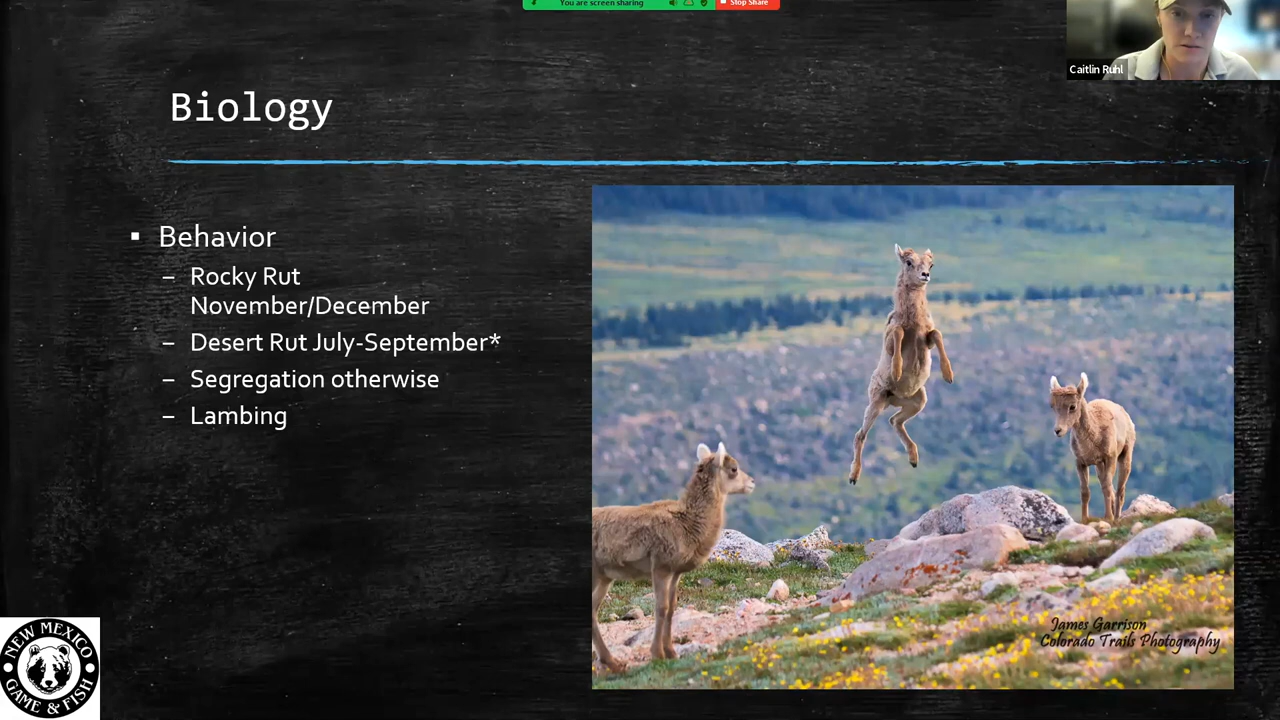 You are screen sharing
Stop Share
Caitlin Ruhl
Biology
▪ Behavior
– Rocky Rut
November/December
– Desert Rut July-September*
– Segregation otherwise
– Lambing
James Garrison
Colorado Trails Photography
NEW MEXICO
GAME & FISH